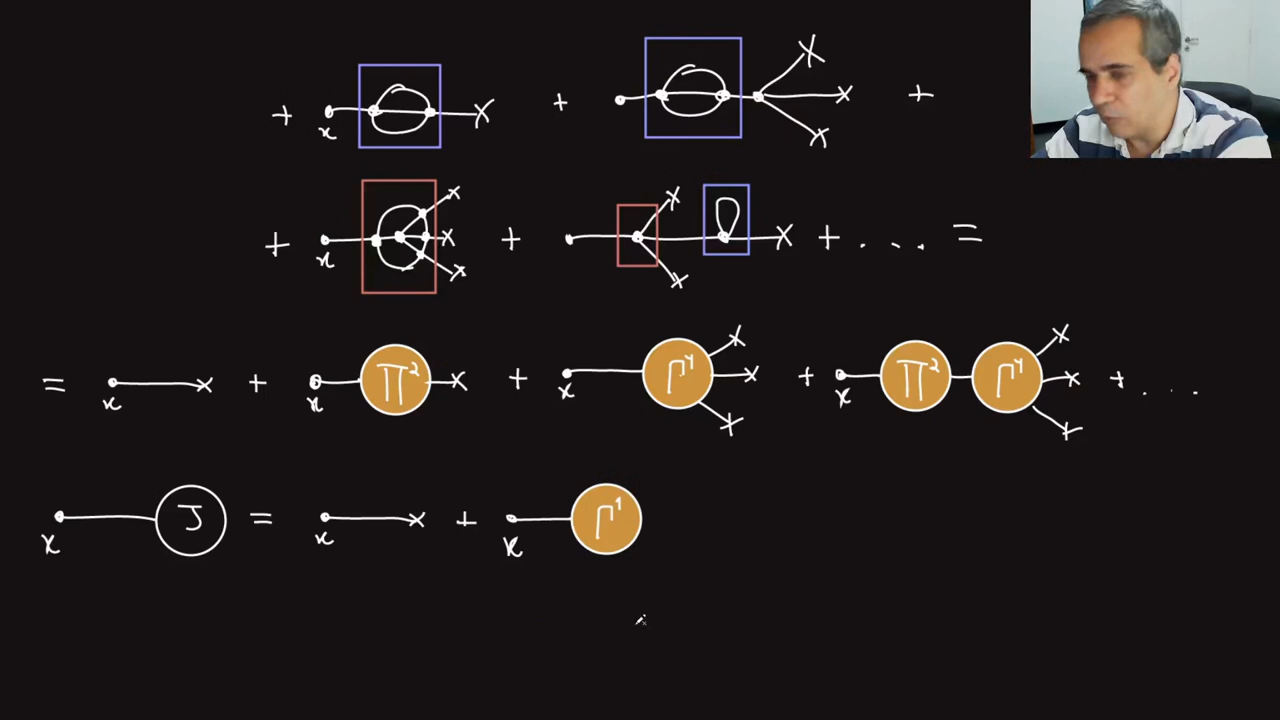 + x + +
+ x + + . . . . =
= x + x Π² + x Γ⁴ + x Π² Γ⁴ + . . .
x J = x + x Γ¹